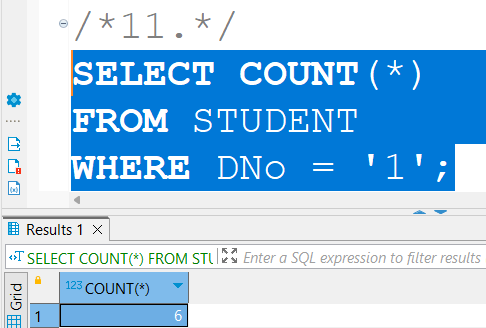 /*11.*/
SELECT COUNT(*)
FROM STUDENT
WHERE DNo = '1';
Results 1
SELECT COUNT(*) FROM STU
Enter a SQL expression to filter results
Grid
123 COUNT(*)
1 6